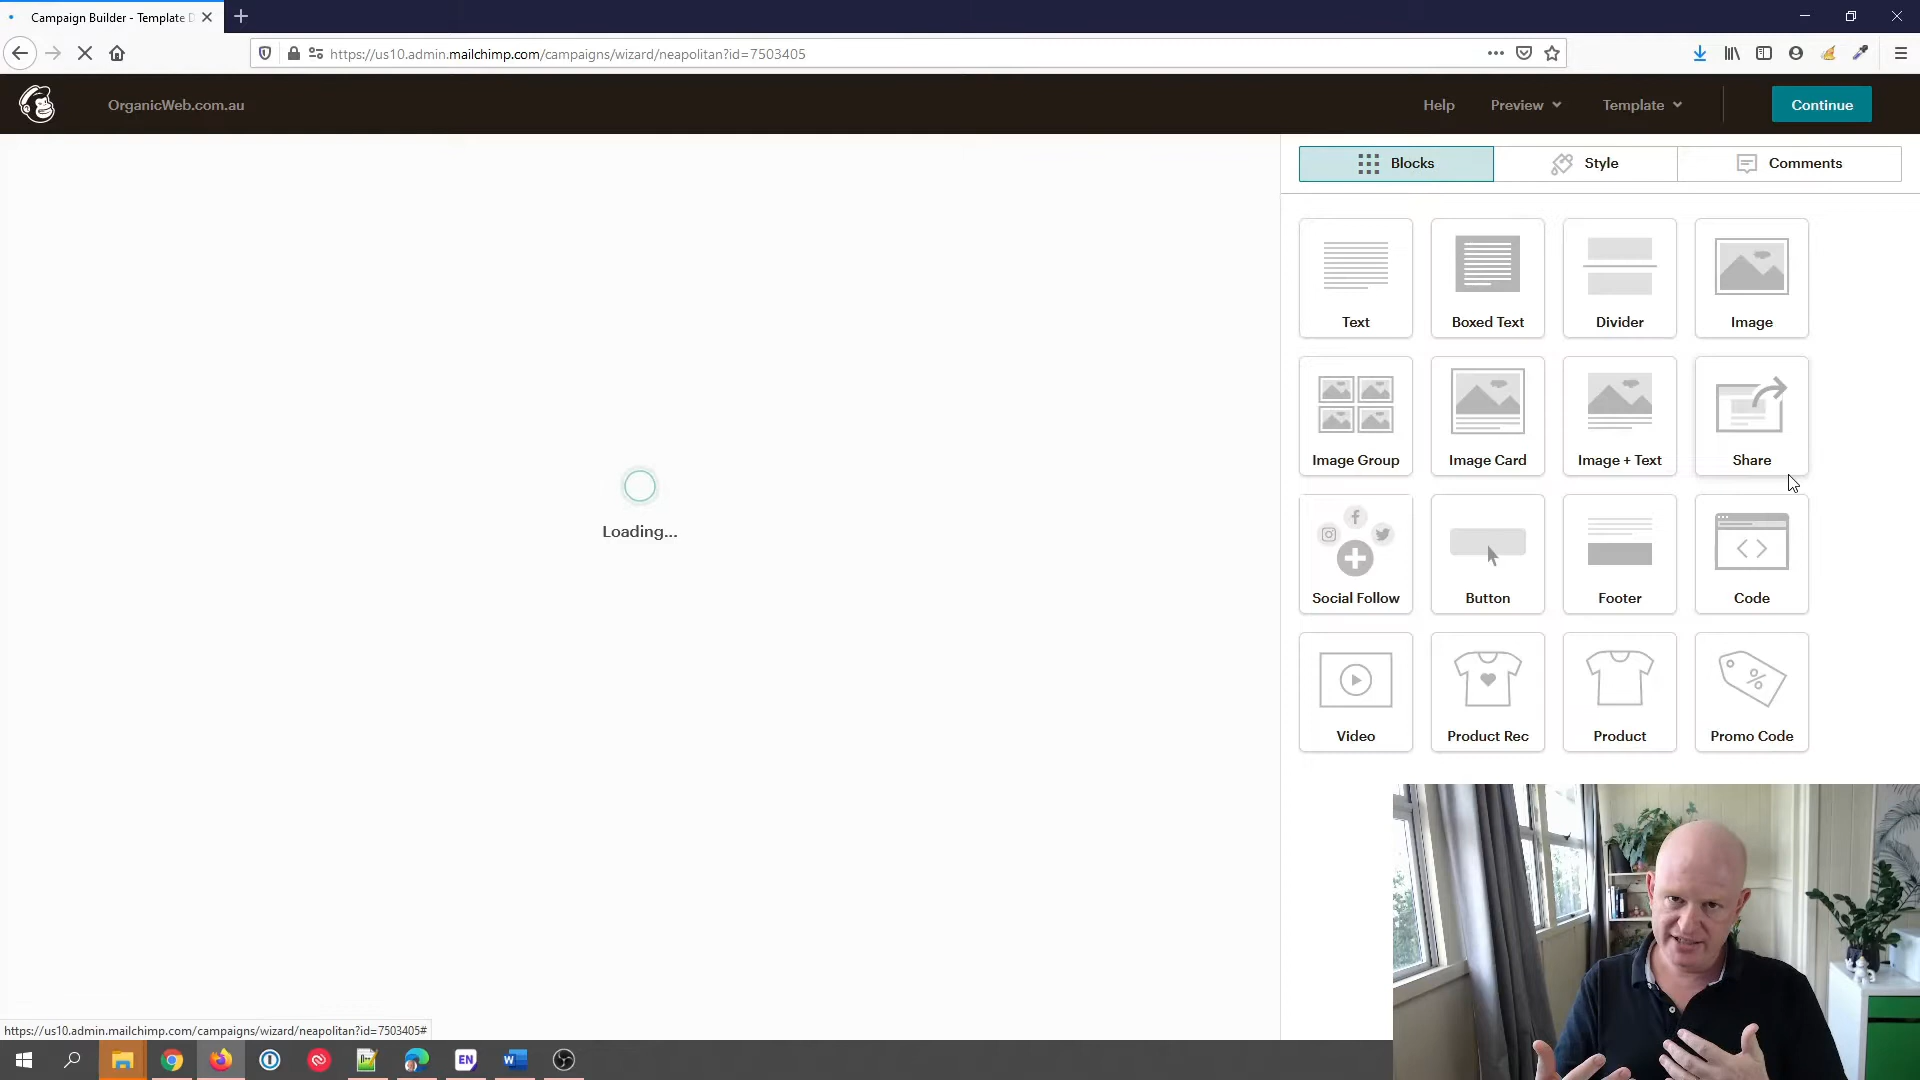 Campaign Builder - Template D
https://us10.admin.mailchimp.com/campaigns/wizard/neapolitan?id=7503405
OrganicWeb.com.au
Help
Preview
Template
Continue
Blocks
Style
Comments
Text
Boxed Text
Divider
Image
Image Group
Image Card
Image + Text
Share
Social Follow
Button
Footer
Code
Video
Product Rec
Product
Promo Code
Loading...
https://us10.admin.mailchimp.com/campaigns/wizard/neapolitan?id=7503405#
EN